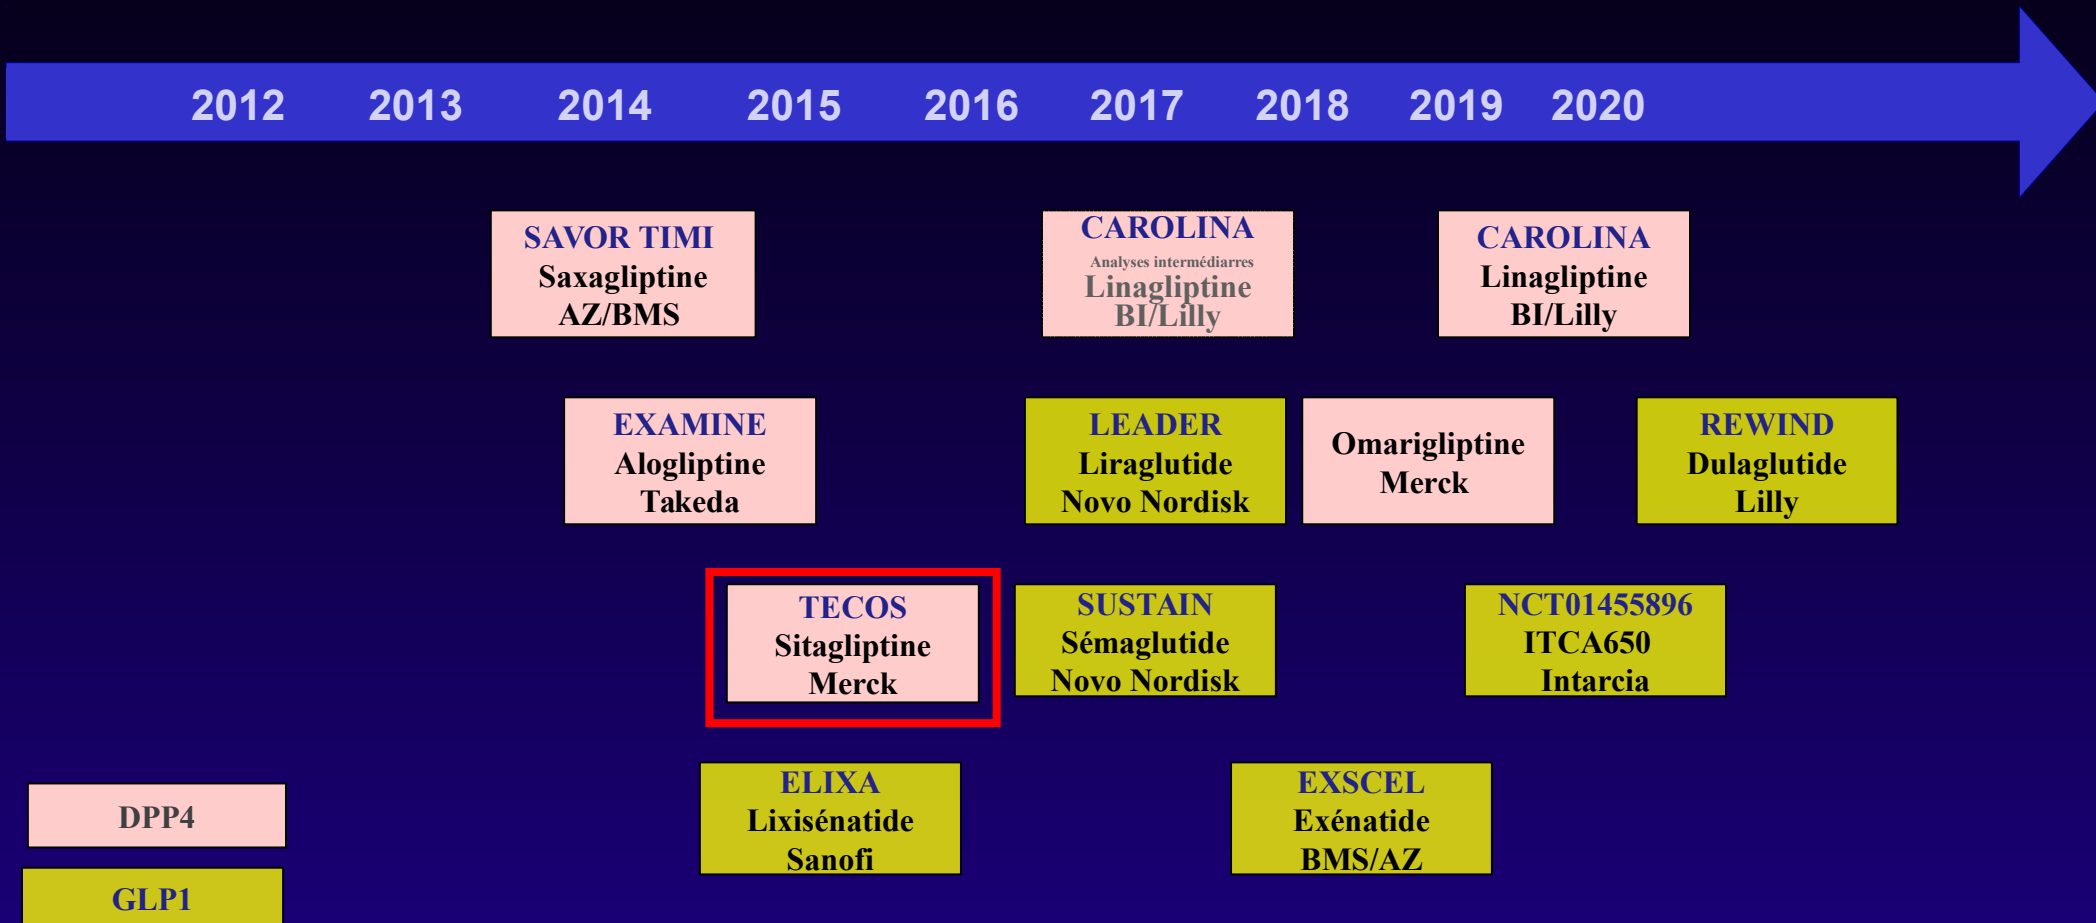 2012 2013 2014 2015 2016 2017 2018 2019 2020
SAVOR TIMI
Saxagliptine
AZ/BMS
CAROLINA
Analyses intermédiarres
Linagliptine
BI/Lilly
CAROLINA
Linagliptine
BI/Lilly
EXAMINE
Alogliptine
Takeda
LEADER
Liraglutide
Novo Nordisk
Omarigliptine
Merck
REWIND
Dulaglutide
Lilly
TECOS
Sitagliptine
Merck
SUSTAIN
Sémaglutide
Novo Nordisk
NCT01455896
ITCA650
Intarcia
ELIXA
Lixisénatide
Sanofi
EXSCEL
Exénatide
BMS/AZ
DPP4
GLP1